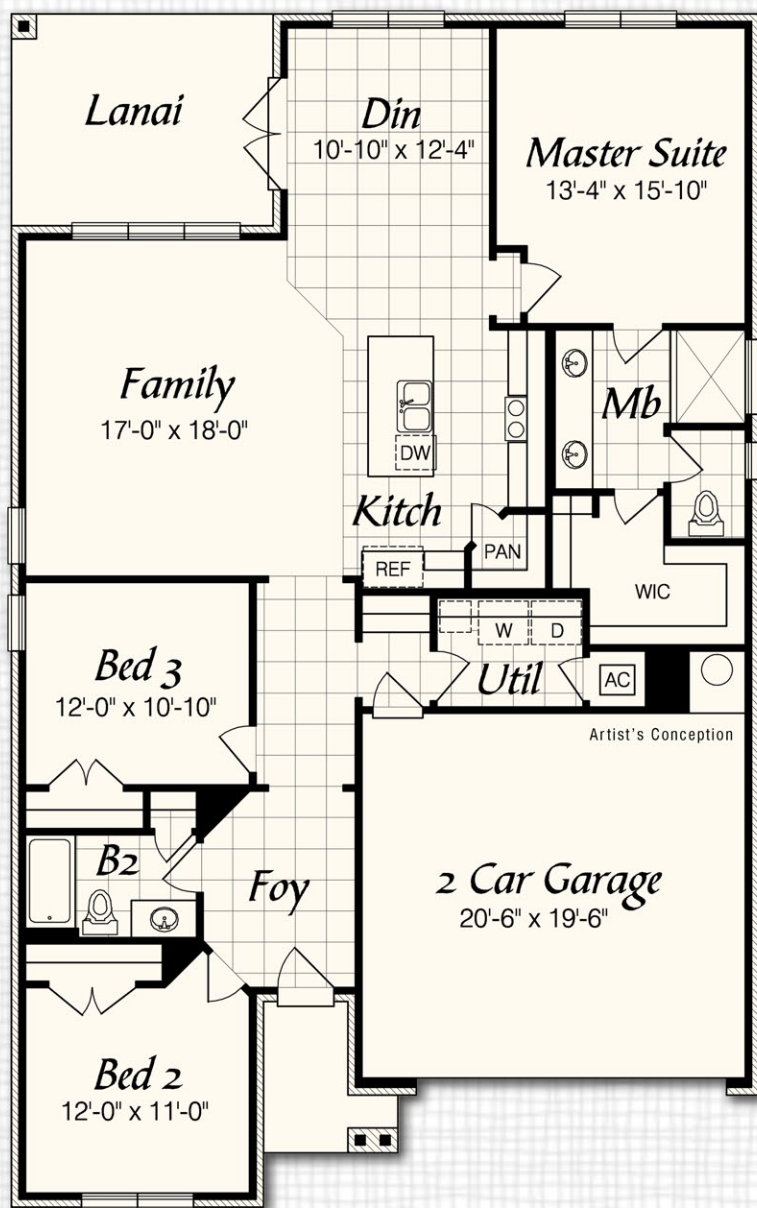 Lanai
Din
10'-10" x 12'-4"
Master Suite
13'-4" x 15'-10"
Family
17'-0" x 18'-0"
Mb
DW
Kitch
REF
PAN
WIC
Bed 3
12'-0" x 10'-10"
W
D
Util
AC
Artist's Conception
B2
Foy
2 Car Garage
20'-6" x 19'-6"
Bed 2
12'-0" x 11'-0"